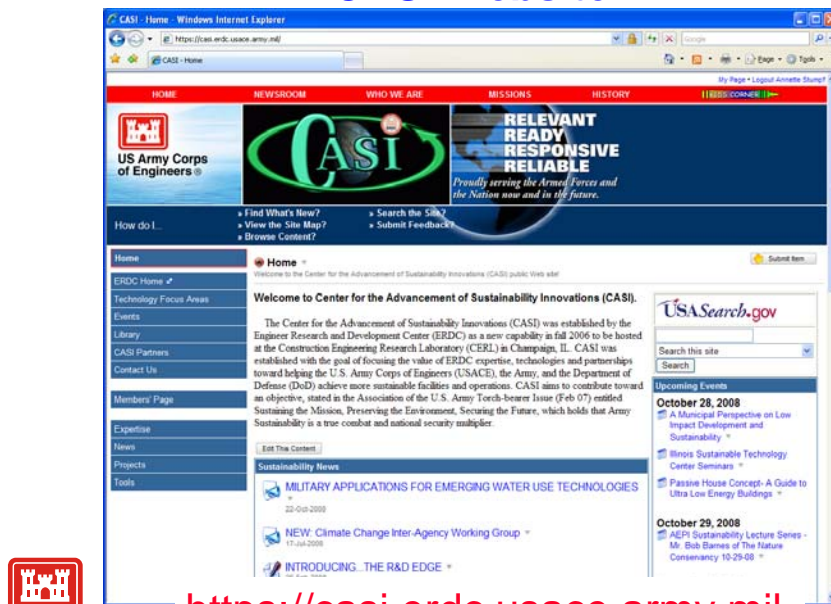 CASI - Home - Windows Internet Explorer
https://casi.erdc.usace.army.mil/
Google
CASI - Home
Page
Tools
My Page • Logout Annette Stumpf
HOME NEWSROOM WHO WE ARE MISSIONS HISTORY CORNER
US Army Corps
of Engineers ®
CASI
RELEVANT
READY
RESPONSIVE
RELIABLE
Proudly serving the Armed Forces and
the Nation now and in the future.
How do I...
» Find What's New?
» View the Site Map?
» Browse Content?
» Search the Site?
» Submit Feedback?
Home
ERDC Home
Technology Focus Areas
Events
Library
CASI Partners
Contact Us
Members' Page
Expertise
News
Projects
Tools
Home
Submit Item
Welcome to the Center for the Advancement of Sustainability Innovations (CASI) public Web site!
Welcome to Center for the Advancement of Sustainability Innovations (CASI).
The Center for the Advancement of Sustainability Innovations (CASI) was established by the
Engineer Research and Development Center (ERDC) as a new capability in fall 2006 to be hosted
at the Construction Engineering Research Laboratory (CERL) in Champaign, IL. CASI was
established with the goal of focusing the value of ERDC expertise, technologies and partnerships
toward helping the U.S. Army Corps of Engineers (USACE), the Army, and the Department of
Defense (DoD) achieve more sustainable facilities and operations. CASI aims to contribute toward
an objective, stated in the Association of the U.S. Army Torch-bearer Issue (Feb 07) entitled
Sustaining the Mission, Preserving the Environment, Securing the Future, which holds that Army
Sustainability is a true combat and national security multiplier.
Edit This Content
Sustainability News
MILITARY APPLICATIONS FOR EMERGING WATER USE TECHNOLOGIES
22-Oct-2008
NEW: Climate Change Inter-Agency Working Group
17-Jul-2008
INTRODUCING...THE R&D EDGE
USASearch.gov
Search this site
Search
Upcoming Events
October 28, 2008
A Municipal Perspective on Low
Impact Development and
Sustainability
Illinois Sustainable Technology
Center Seminars
Passive House Concept- A Guide to
Ultra Low Energy Buildings
October 29, 2008
AEPI Sustainability Lecture Series -
Mr. Bob Barnes of The Nature
Conservancy 10-29-08
https://casi.erdc.usace.army.mil